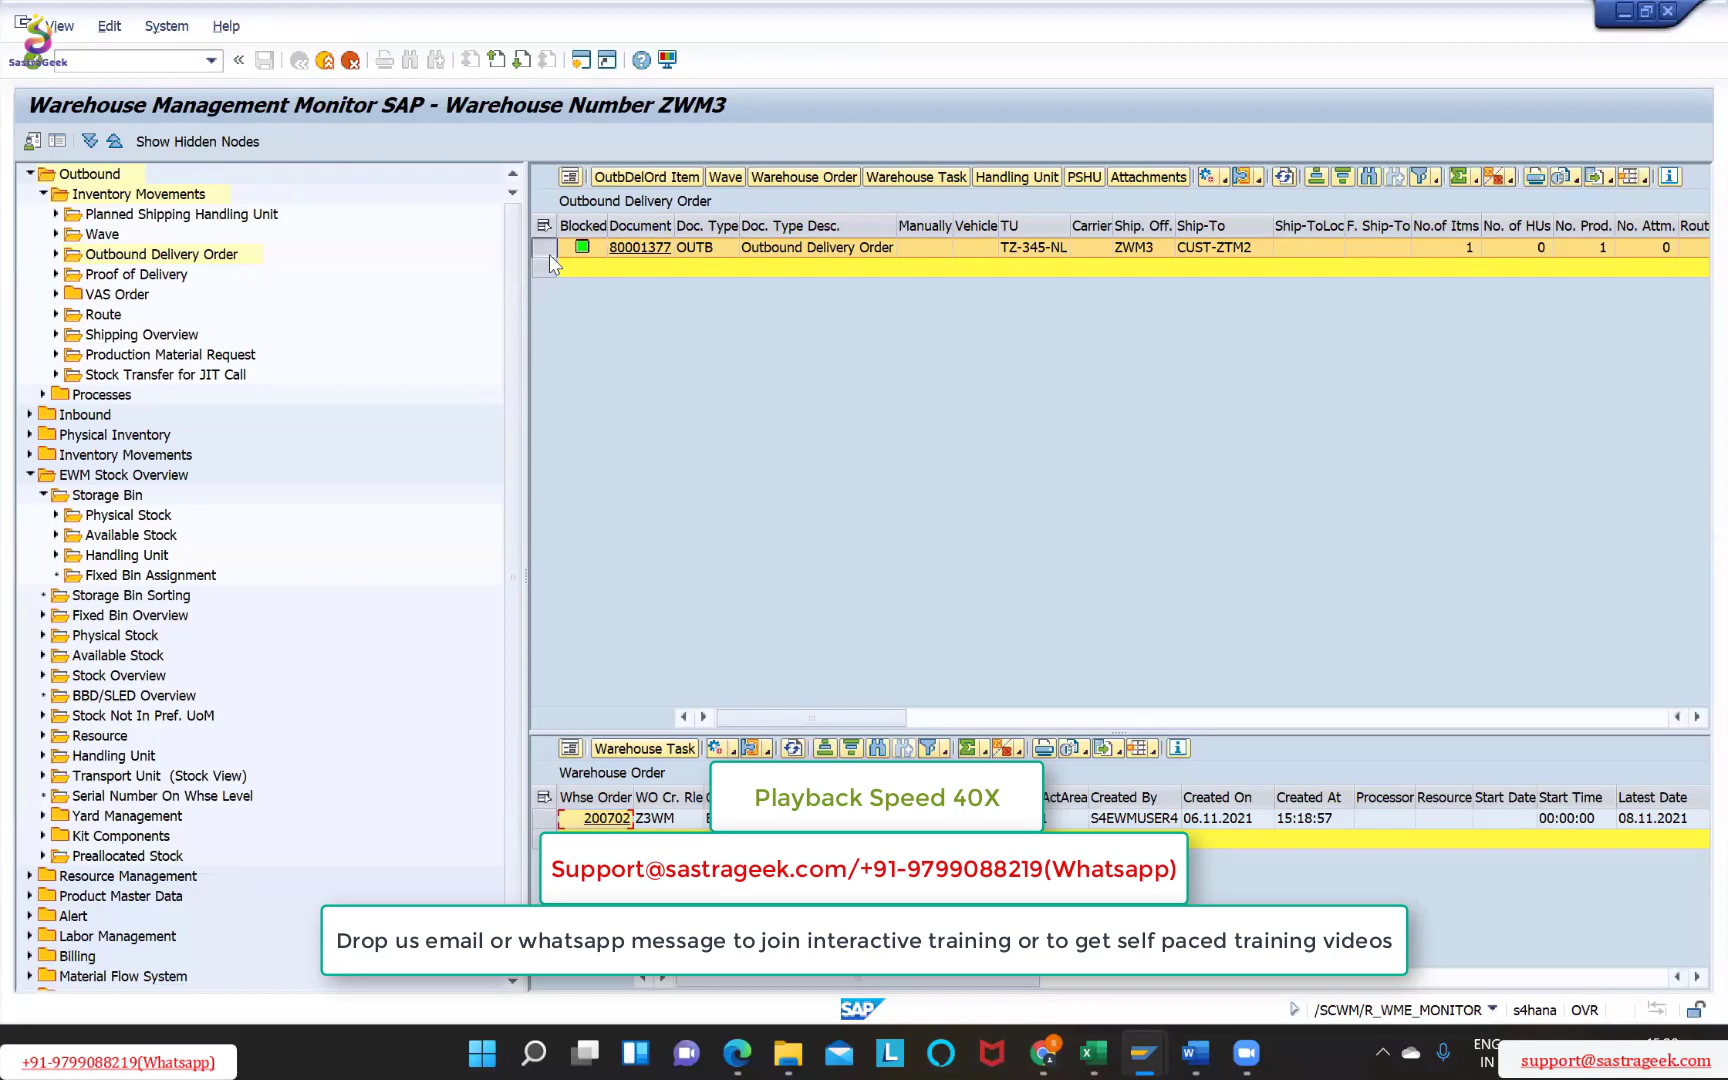 View Edit System Help
SastraGeek
Warehouse Management Monitor SAP - Warehouse Number ZWM3
Show Hidden Nodes
Outbound
Inventory Movements
Planned Shipping Handling Unit
Wave
Outbound Delivery Order
Proof of Delivery
VAS Order
Route
Shipping Overview
Production Material Request
Stock Transfer for JIT Call
Processes
Inbound
Physical Inventory
Inventory Movements
EWM Stock Overview
Storage Bin
Physical Stock
Available Stock
Handling Unit
Fixed Bin Assignment
Storage Bin Sorting
Fixed Bin Overview
Physical Stock
Available Stock
Stock Overview
BBD/SLED Overview
Stock Not In Pref. UoM
Resource
Handling Unit
Transport Unit (Stock View)
Serial Number On Whse Level
Yard Management
Kit Components
Preallocated Stock
Resource Management
Product Master Data
Alert
Labor Management
Billing
Material Flow System
OutbDelOrd Item Wave Warehouse Order Warehouse Task Handling Unit PSHU Attachments
Outbound Delivery Order
Blocked Document Doc. Type Doc. Type Desc. Manually Vehicle TU Carrier Ship. Off. Ship-To Ship-ToLoc F. Ship-To No.of Itms No. of HUs No. Prod. No. Attm. Rout
80001377 OUTB Outbound Delivery Order TZ-345-NL ZWM3 CUST-ZTM2 1 0 1 0
Warehouse Task
Warehouse Order
Whse Order WO Cr. Rle ActArea Created By Created On Created At Processor Resource Start Date Start Time Latest Date
200702 Z3WM S4EWMUSER4 06.11.2021 15:18:57 00:00:00 08.11.2021
Playback Speed 40X
Support@sastrageek.com/+91-9799088219(Whatsapp)
Drop us email or whatsapp message to join interactive training or to get self paced training videos
SAP
/SCWM/R_WME_MONITOR s4hana OVR
+91-9799088219(Whatsapp)
ENG
IN
support@sastrageek.com